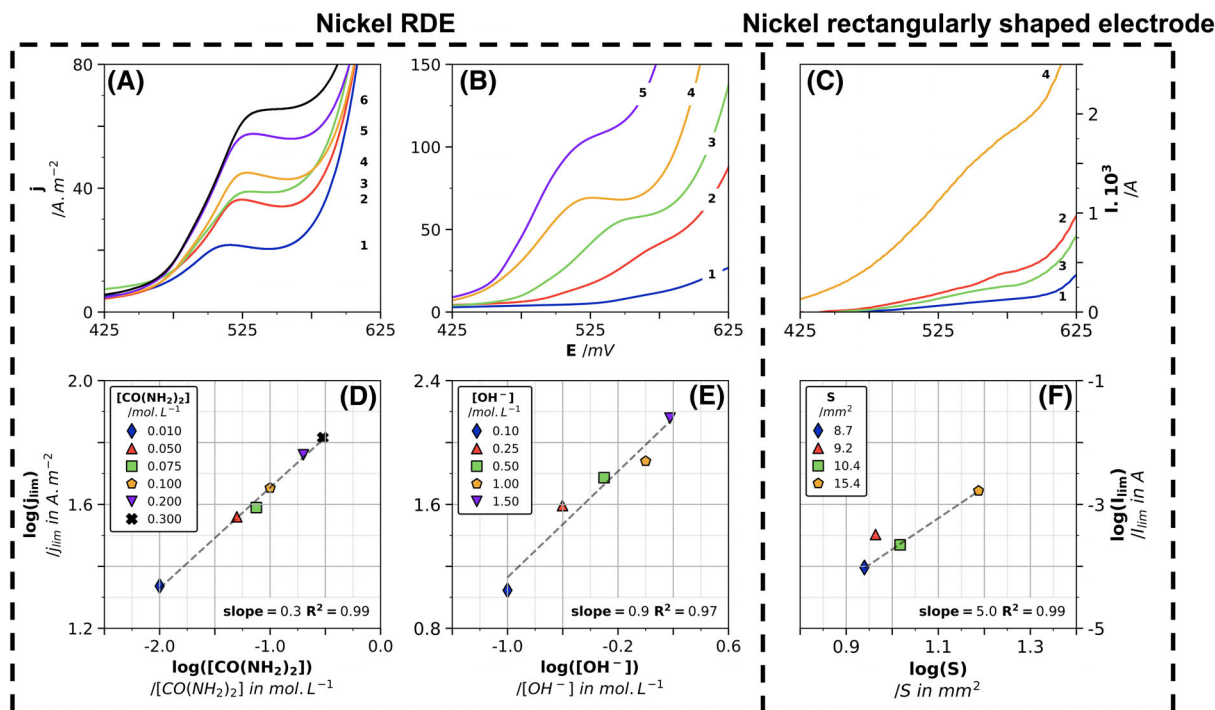 Nickel RDE
Nickel rectangularly shaped electrode
(A)
80
40
0
j
/A. m⁻²
425
525
625
6
5
4
3
2
1
(B)
150
100
50
0
425
525
625
E /mV
5
4
3
2
1
(C)
4
2
3
1
2
1
0
I.10³
/A
425
525
625
(D)
2.0
1.6
1.2
log(jlim)
/jlim in A. m⁻²
[CO(NH₂)₂]
/mol. L⁻¹
0.010
0.050
0.075
0.100
0.200
0.300
slope = 0.3 R² = 0.99
-2.0
-1.0
0.0
log([CO(NH₂)₂])
/[CO(NH₂)₂] in mol. L⁻¹
(E)
2.4
1.6
0.8
[OH⁻]
/mol. L⁻¹
0.10
0.25
0.50
1.00
1.50
slope = 0.9 R² = 0.97
-1.0
-0.2
0.6
log([OH⁻])
/[OH⁻] in mol. L⁻¹
(F)
S
/mm²
8.7
9.2
10.4
15.4
slope = 5.0 R² = 0.99
-1
-3
-5
log(Ilim)
/Ilim in A
0.9
1.1
1.3
log(S)
/S in mm²